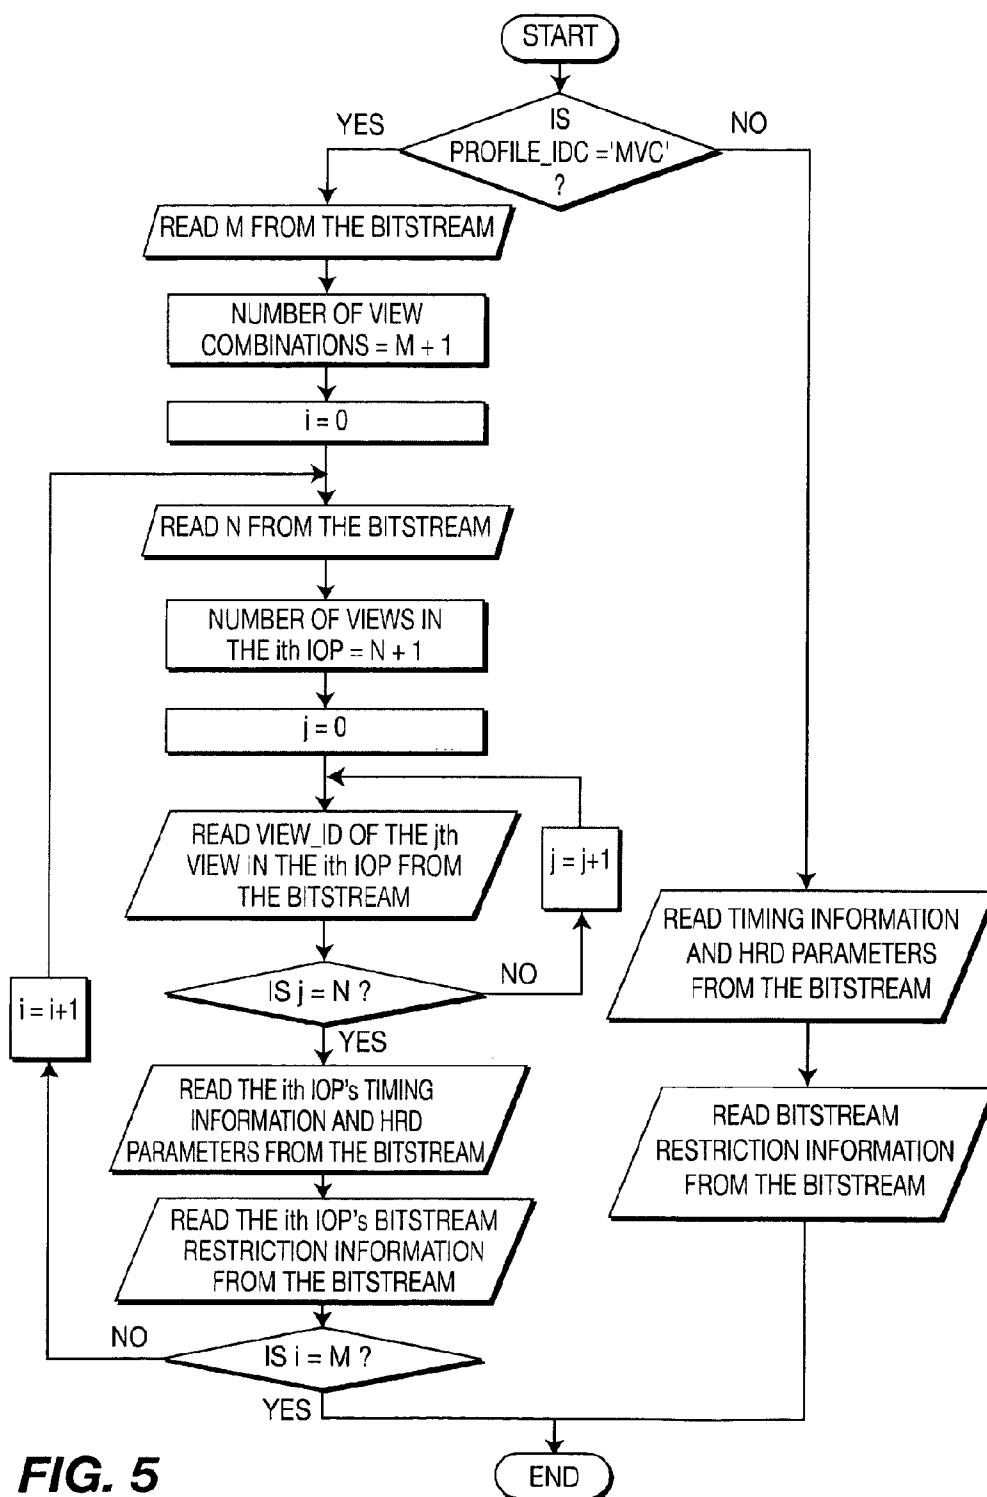 START
IS
PROFILE_IDC ='MVC'
?
YES
NO
READ M FROM THE BITSTREAM
NUMBER OF VIEW
COMBINATIONS = M + 1
i = 0
READ N FROM THE BITSTREAM
NUMBER OF VIEWS IN
THE ith IOP = N + 1
j = 0
READ VIEW_ID OF THE jth
VIEW IN THE ith IOP FROM
THE BITSTREAM
j = j+1
IS j = N ?
NO
YES
i = i+1
READ THE ith IOP's TIMING
INFORMATION AND HRD
PARAMETERS FROM THE BITSTREAM
READ THE ith IOP's BITSTREAM
RESTRICTION INFORMATION
FROM THE BITSTREAM
IS i = M ?
NO
YES
READ TIMING INFORMATION
AND HRD PARAMETERS
FROM THE BITSTREAM
READ BITSTREAM
RESTRICTION INFORMATION
FROM THE BITSTREAM
END
FIG. 5